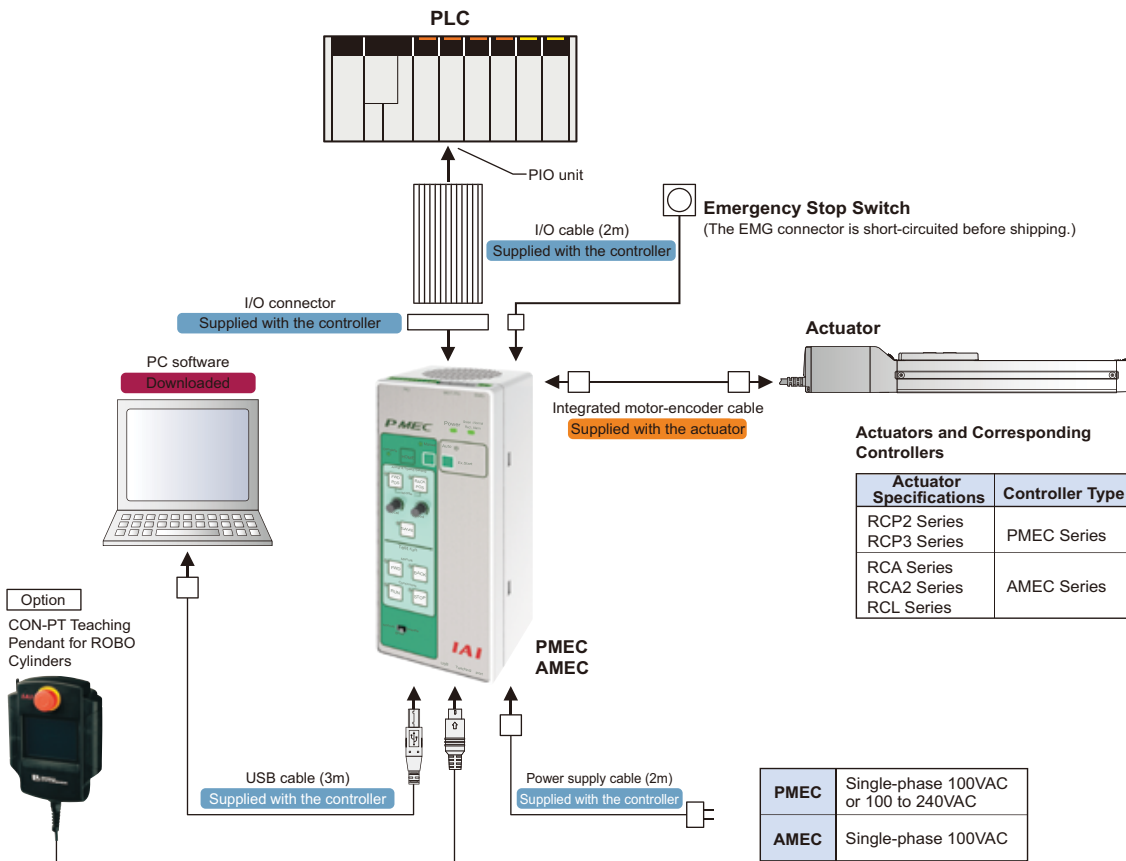 PLC
PIO unit
I/O cable (2m)
Supplied with the controller
Emergency Stop Switch
(The EMG connector is short-circuited before shipping.)
I/O connector
Supplied with the controller
PC software
Downloaded
Actuator
Integrated motor-encoder cable
Supplied with the actuator
PMEC
Power
IAI
PMEC
AMEC
Actuators and Corresponding
Controllers
Actuator
Specifications
Controller Type
RCP2 Series
RCP3 Series
PMEC Series
RCA Series
RCA2 Series
RCL Series
AMEC Series
Option
CON-PT Teaching
Pendant for ROBO
Cylinders
USB cable (3m)
Supplied with the controller
Power supply cable (2m)
Supplied with the controller
PMEC
Single-phase 100VAC
or 100 to 240VAC
AMEC
Single-phase 100VAC